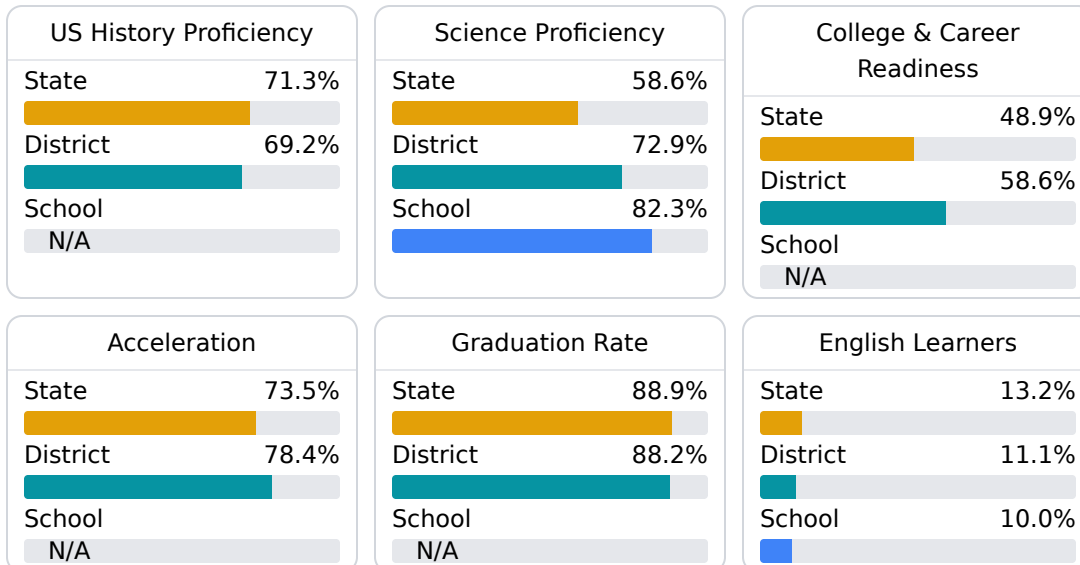 US History Proficiency
State 71.3%
District 69.2%
School
N/A
Science Proficiency
State 58.6%
District 72.9%
School 82.3%
College & Career
Readiness
State 48.9%
District 58.6%
School
N/A
Acceleration
State 73.5%
District 78.4%
School
N/A
Graduation Rate
State 88.9%
District 88.2%
School
N/A
English Learners
State 13.2%
District 11.1%
School 10.0%